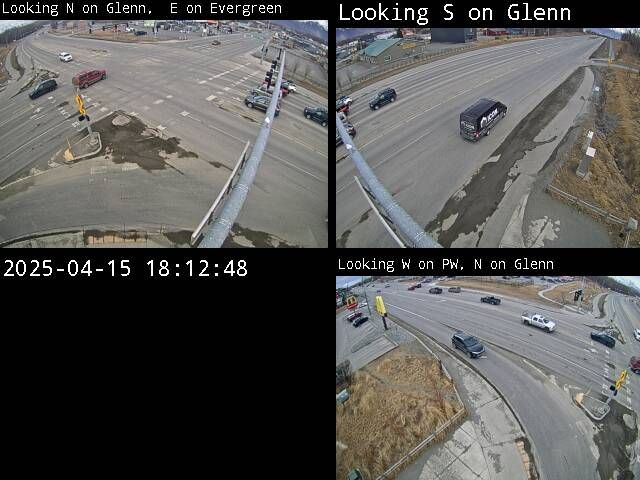 Looking N on Glenn,  E on Evergreen
Looking S on Glenn
2025-04-15 18:12:48
Looking W on PW, N on Glenn